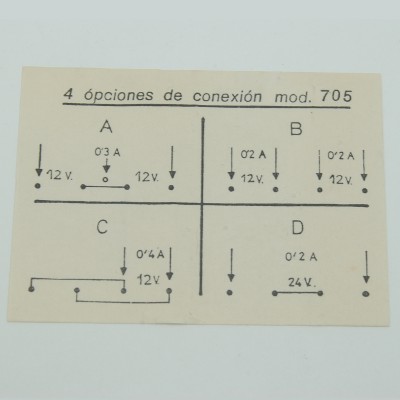 4 ópciones de conexión mod. 705
A
0'3 A
12 V. 12V.
B
0'2 A 0'2 A
12V. 12V.
C
0'4 A
12V
D
0'2 A
24 V.